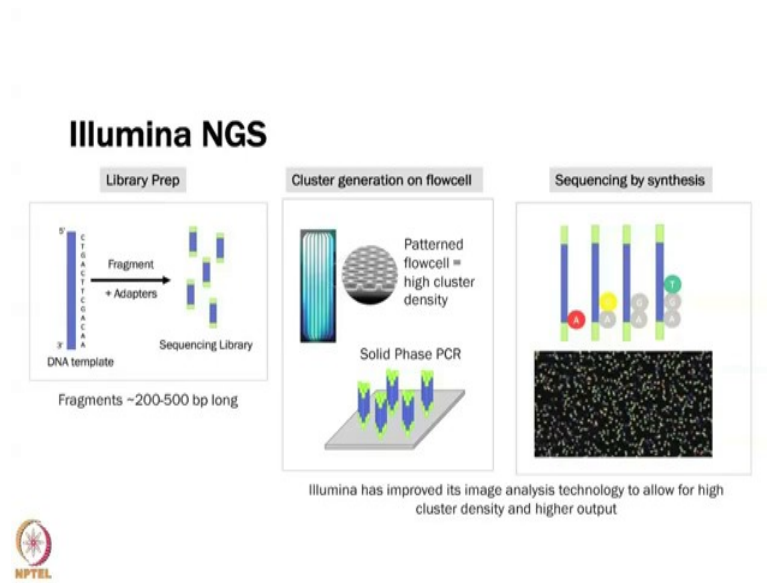 Illumina NGS
Library Prep
5'
C
T
G
A
C
T
T
C
G
A
C
A
A
3'
A
DNA template
Fragment
+ Adapters
Sequencing Library
Fragments ~200-500 bp long
Cluster generation on flowcell
Patterned
flowcell =
high cluster
density
Solid Phase PCR
Sequencing by synthesis
A
A
G
A
T
G
A
Illumina has improved its image analysis technology to allow for high
cluster density and higher output
NPTEL